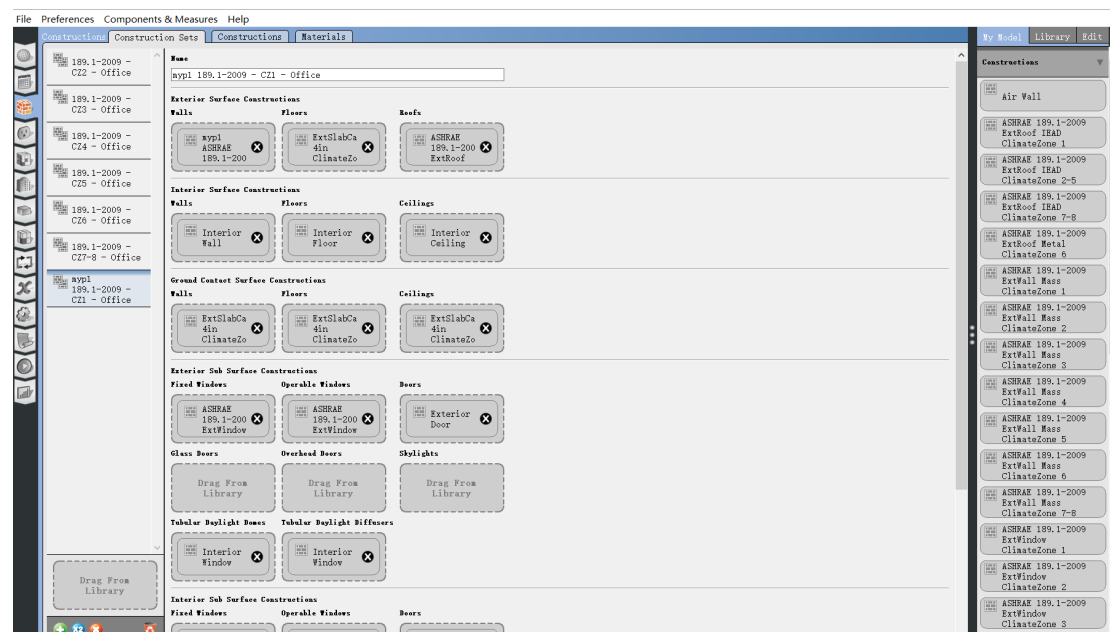 File Preferences Components & Measures Help
Constructions Construction Sets Constructions Materials
My Model Library Edit
189.1-2009 -
CZ2 - Office
189.1-2009 -
CZ3 - Office
189.1-2009 -
CZ4 - Office
189.1-2009 -
CZ5 - Office
189.1-2009 -
CZ6 - Office
189.1-2009 -
CZ7-8 - Office
myp1
189.1-2009 -
CZ1 - Office
Drag From
Library
Name
myp1 189.1-2009 - CZ1 - Office
Exterior Surface Constructions
Walls Floors Roofs
myp1
ASHRAE
189.1-200
ExtSlabCa
4in
ClimateZo
ASHRAE
189.1-200
ExtRoof
Interior Surface Constructions
Walls Floors Ceilings
Interior
Wall
Interior
Floor
Interior
Ceiling
Ground Contact Surface Constructions
Walls Floors Ceilings
ExtSlabCa
4in
ClimateZo
ExtSlabCa
4in
ClimateZo
ExtSlabCa
4in
ClimateZo
Exterior Sub Surface Constructions
Fixed Windows Operable Windows Doors
ASHRAE
189.1-200
ExtWindow
ASHRAE
189.1-200
ExtWindow
Exterior
Door
Glass Doors Overhead Doors Skylights
Drag From
Library
Drag From
Library
Drag From
Library
Tubular Daylight Domes Tubular Daylight Diffusers
Interior
Window
Interior
Window
Interior Sub Surface Constructions
Fixed Windows Operable Windows Doors
Constructions
Air Wall
ASHRAE 189.1-2009
ExtRoof IEAD
ClimateZone 1
ASHRAE 189.1-2009
ExtRoof IEAD
ClimateZone 2-5
ASHRAE 189.1-2009
ExtRoof IEAD
ClimateZone 7-8
ASHRAE 189.1-2009
ExtRoof Metal
ClimateZone 6
ASHRAE 189.1-2009
ExtWall Mass
ClimateZone 1
ASHRAE 189.1-2009
ExtWall Mass
ClimateZone 2
ASHRAE 189.1-2009
ExtWall Mass
ClimateZone 3
ASHRAE 189.1-2009
ExtWall Mass
ClimateZone 4
ASHRAE 189.1-2009
ExtWall Mass
ClimateZone 5
ASHRAE 189.1-2009
ExtWall Mass
ClimateZone 6
ASHRAE 189.1-2009
ExtWall Mass
ClimateZone 7-8
ASHRAE 189.1-2009
ExtWindow
ClimateZone 1
ASHRAE 189.1-2009
ExtWindow
ClimateZone 2
ASHRAE 189.1-2009
ExtWindow
ClimateZone 3